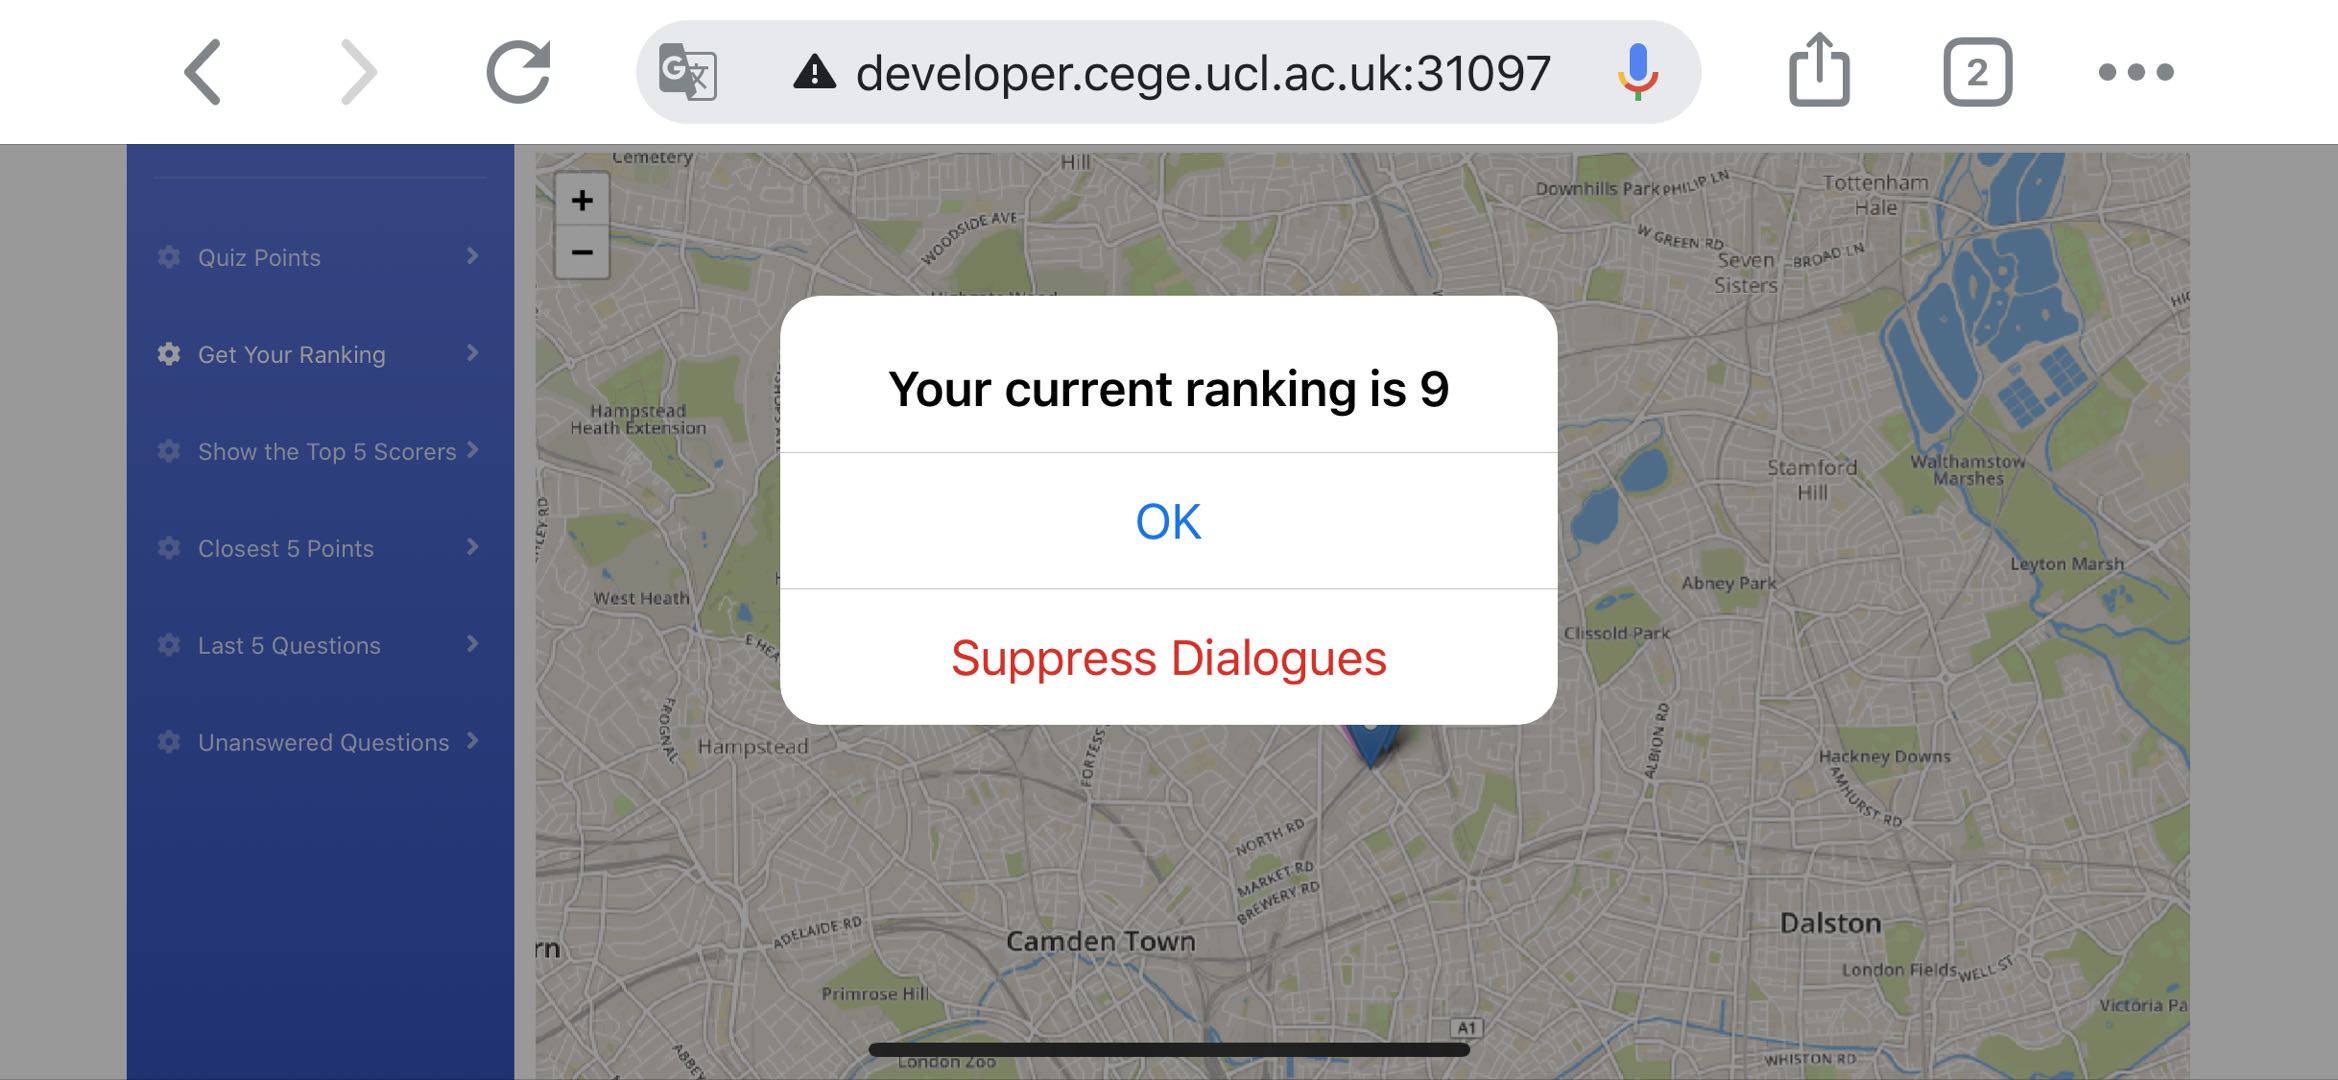 developer.cege.ucl.ac.uk:31097
2
Quiz Points
Get Your Ranking
Show the Top 5 Scorers
Closest 5 Points
Last 5 Questions
Unanswered Questions
+
−
Your current ranking is 9
OK
Suppress Dialogues
Cemetery
Hill
WOODSIDE AVE
Downhills Park
PHILIP LN
Tottenham
Hale
W GREEN RD
Seven
Sisters
BROAD LN
Hampstead
Heath Extension
Stamford
Hill
Walthamstow
Marshes
Leyton Marsh
West Heath
Abney Park
Clissold Park
FROGNAL
Hampstead
FORTESS
ALBION RD
Hackney Downs
AMHURST RD
NORTH RD
MARKET RD
BREWERY RD
ADELAIDE RD
Camden Town
Dalston
rn
Primrose Hill
London Fields
WELL ST
Victoria Pa
A1
London Zoo
WHISTON RD
ABBEY